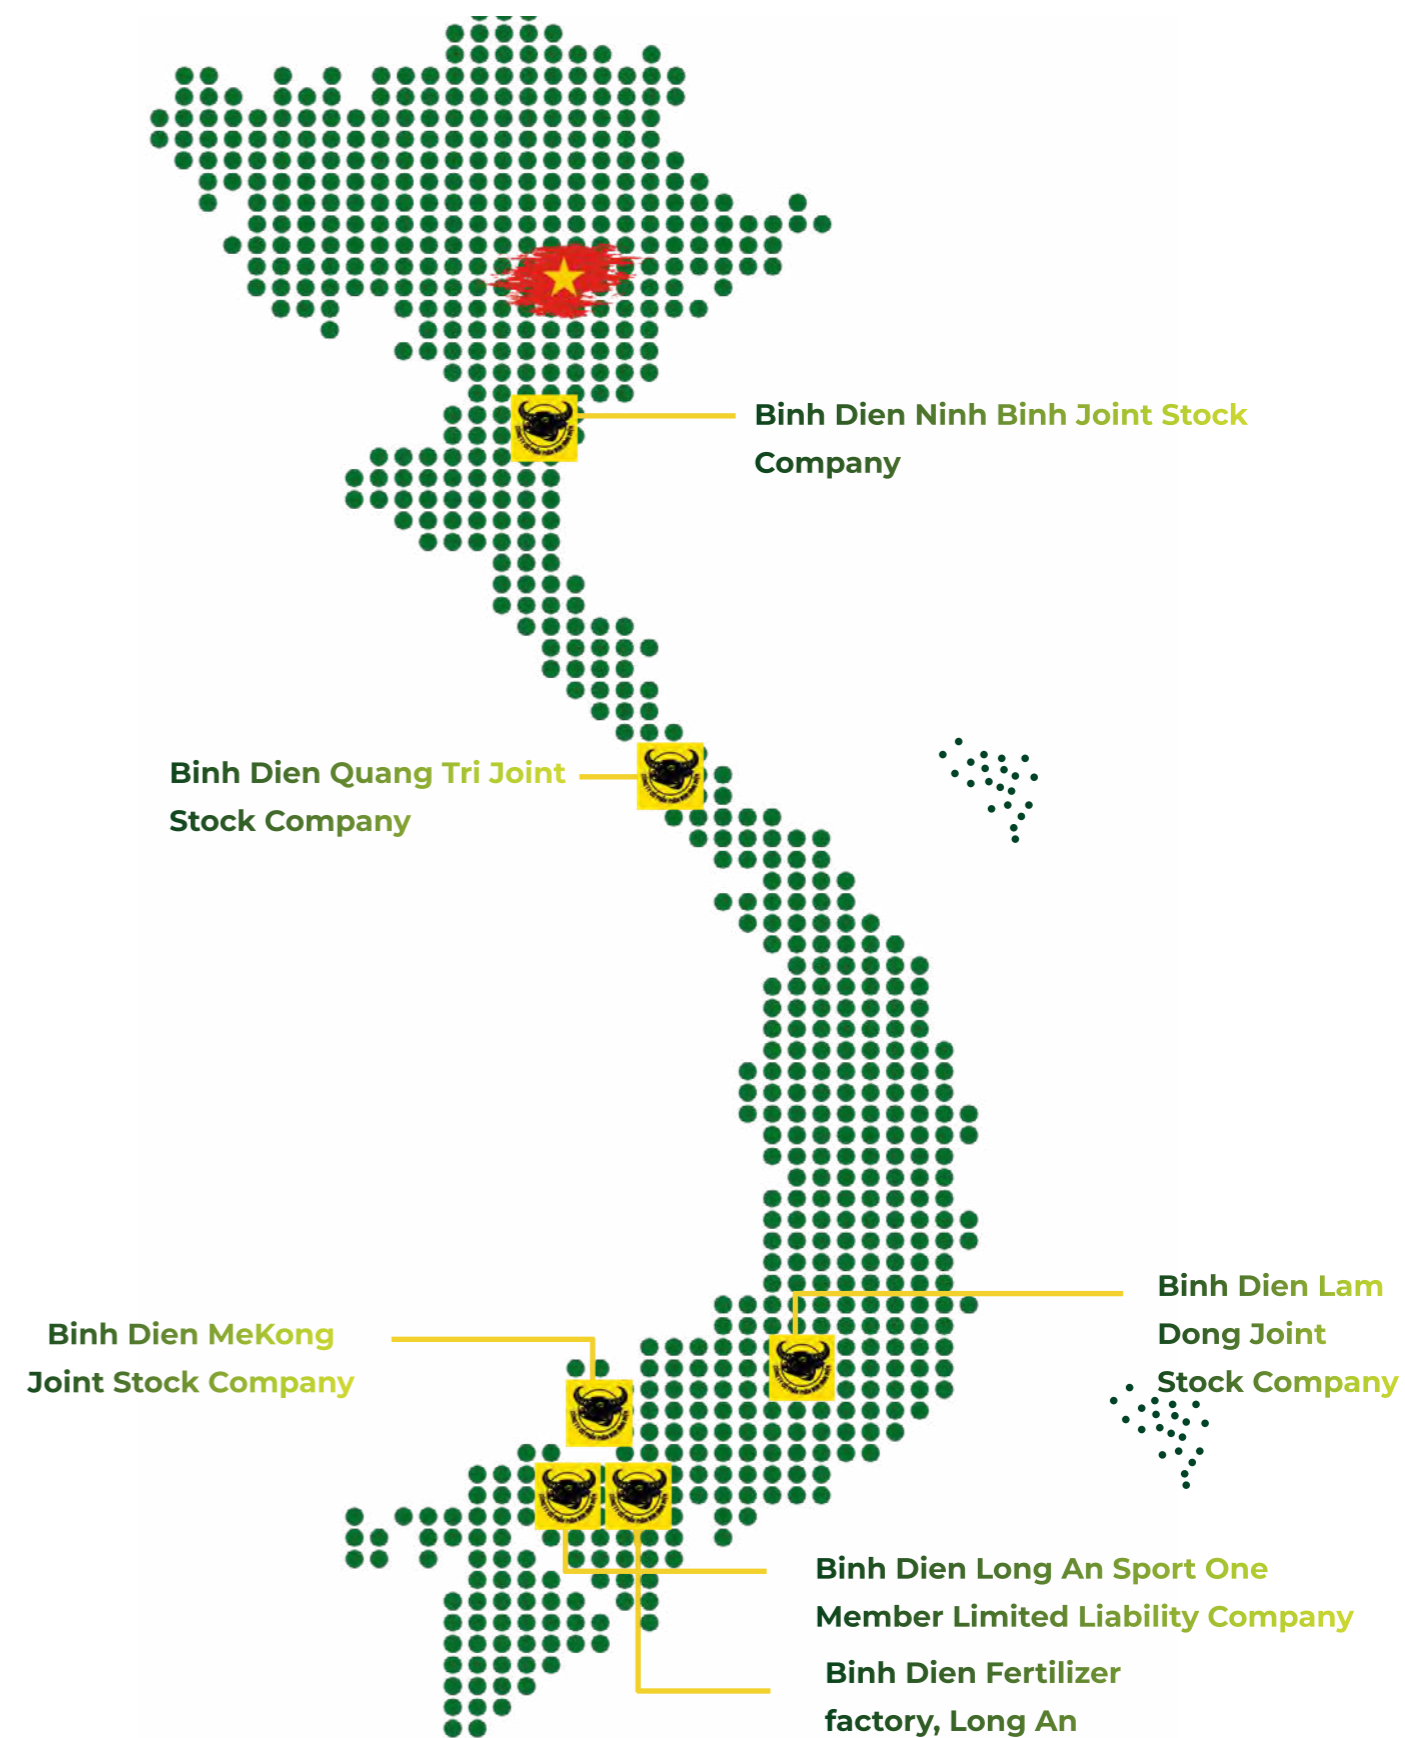 Binh Dien Ninh Binh Joint Stock
Company
Binh Dien Quang Tri Joint
Stock Company
Binh Dien Lam
Dong Joint
Stock Company
Binh Dien MeKong
Joint Stock Company
Binh Dien Long An Sport One
Member Limited Liability Company
Binh Dien Fertilizer
factory, Long An